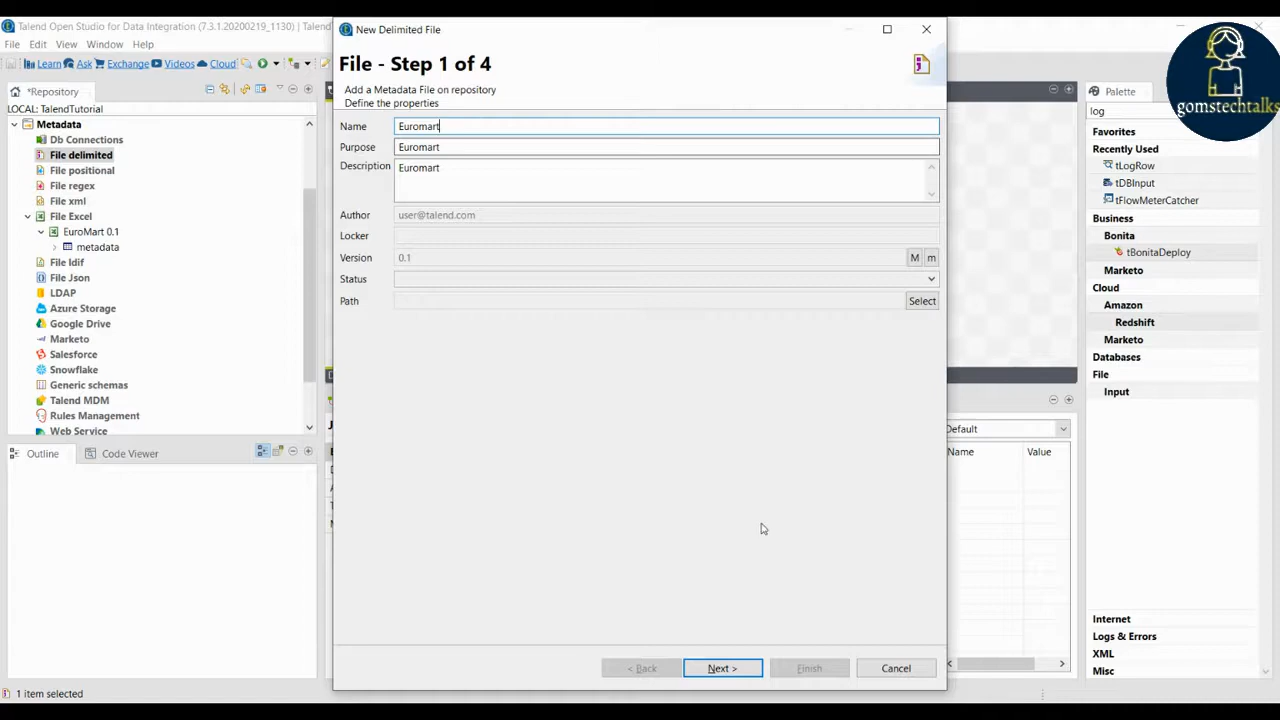 Talend Open Studio for Data Integration (7.3.1.20200219_1130) | Talend
New Delimited File
File Edit View Window Help
Learn Ask Exchange Videos Cloud
File - Step 1 of 4
Add a Metadata File on repository
Define the properties
gomstechtalks
*Repository
LOCAL: TalendTutorial
Metadata
Db Connections
File delimited
File positional
File regex
File xml
File Excel
EuroMart 0.1
metadata
File ldif
File Json
LDAP
Azure Storage
Google Drive
Marketo
Salesforce
Snowflake
Generic schemas
Talend MDM
Rules Management
Web Service
Outline
Code Viewer
1 item selected
Name Euromart
Purpose Euromart
Description Euromart
Author user@talend.com
Locker
Version 0.1 M m
Status
Path Select
< Back
Next >
Finish
Cancel
Default
Name Value
Palette
log
Favorites
Recently Used
tLogRow
tDBInput
tFlowMeterCatcher
Business
Bonita
tBonitaDeploy
Marketo
Cloud
Amazon
Redshift
Marketo
Databases
File
Input
Internet
Logs & Errors
XML
Misc